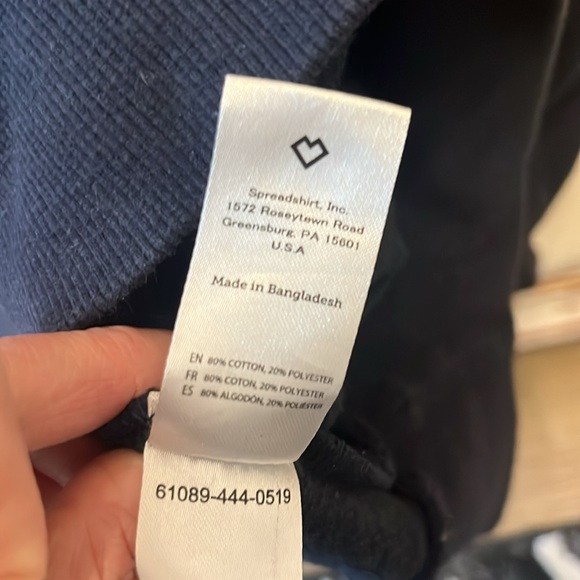 Spreadshirt, Inc.
1572 Roseytown Road
Greensburg, PA 15601
U.S.A
Made in Bangladesh
EN 80% COTTON, 20% POLYESTER
FR 80% COTON, 20% POLYESTER
ES 80% ALGODÓN, 20% POLIÉSTER
61089-444-0519